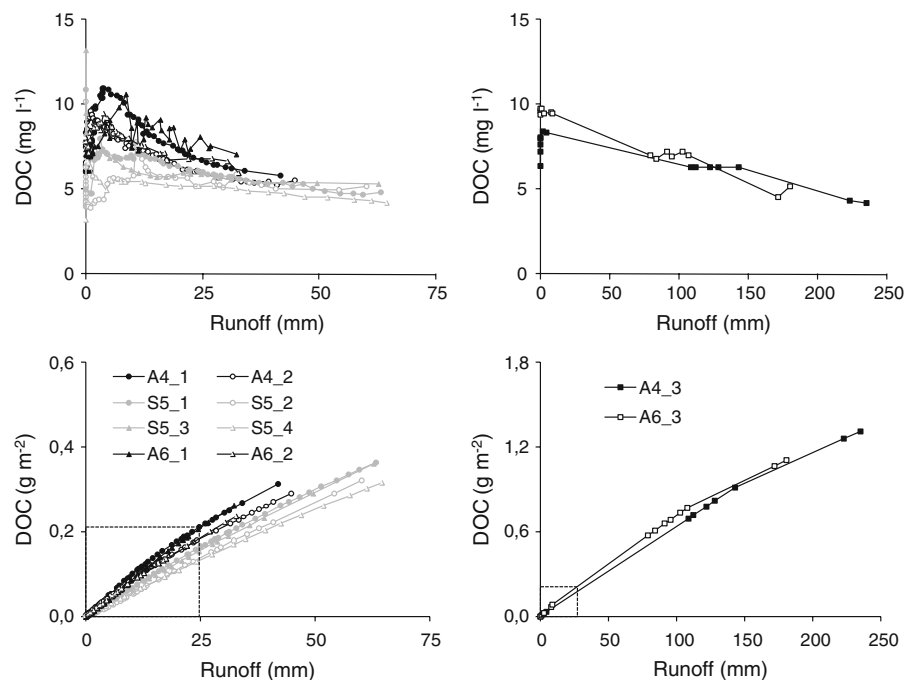 15
10
5
0
DOC (mg l-1)
0 25 50 75
Runoff (mm)
15
10
5
0
DOC (mg l-1)
0 50 100 150 200 250
Runoff (mm)
0,6
0,4
0,2
0,0
DOC (g m-2)
A4_1 A4_2
S5_1 S5_2
S5_3 S5_4
A6_1 A6_2
0 25 50 75
Runoff (mm)
1,8
1,2
0,6
0,0
DOC (g m-2)
A4_3
A6_3
0 50 100 150 200 250
Runoff (mm)